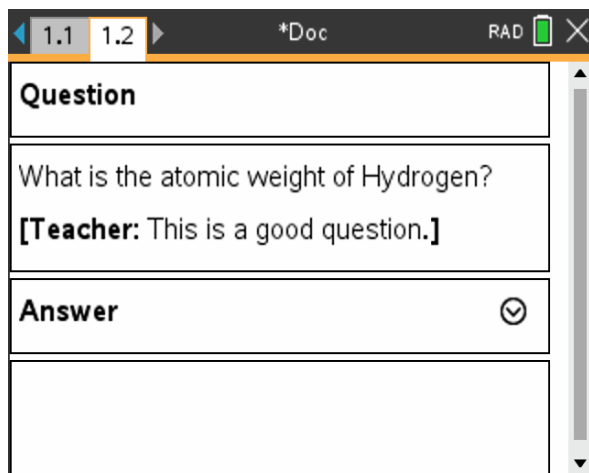 1.1 1.2 *Doc RAD
Question
What is the atomic weight of Hydrogen?
[Teacher: This is a good question.]
Answer